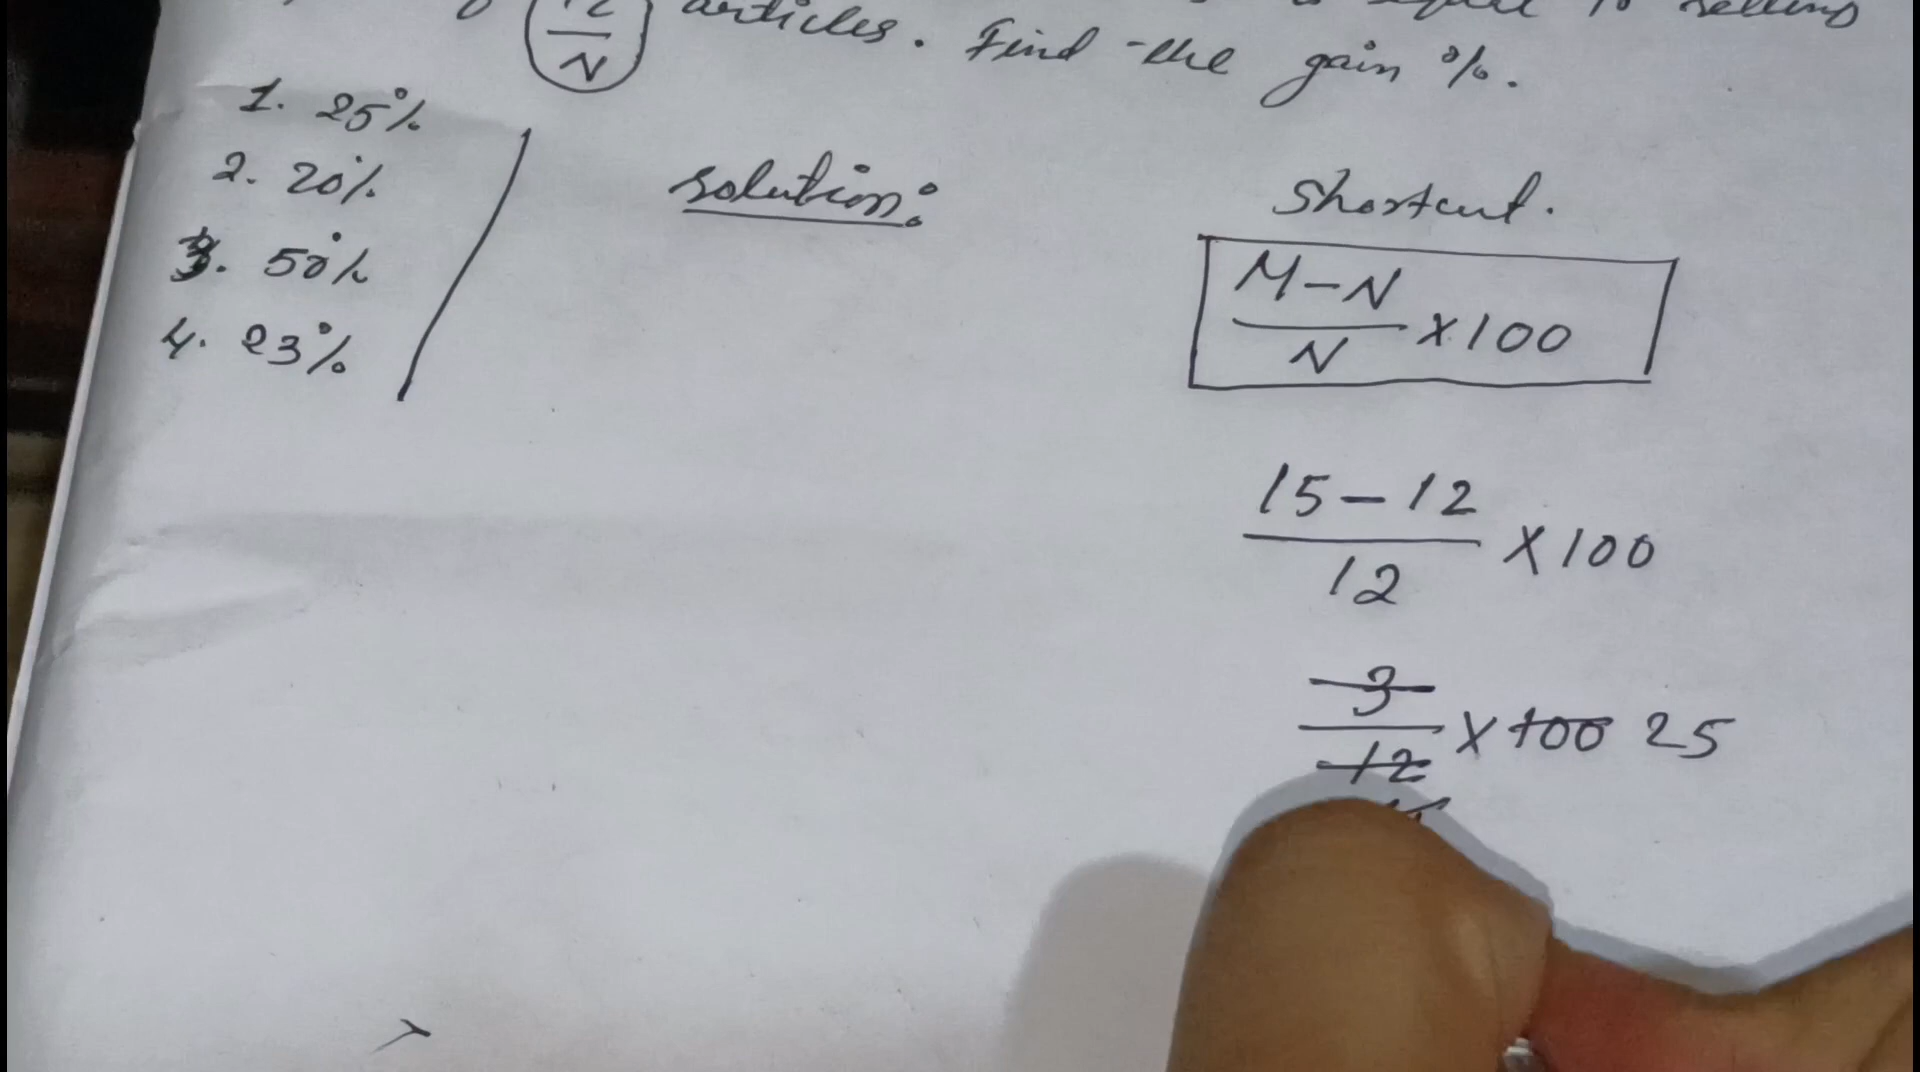 12 articles. Find the gain %.
N
1. 25%
2. 20%
3. 50%
4. 23%
solution:
Shortcut.
M-N
N
×100
15-12
12
×100
3
12
×100 25